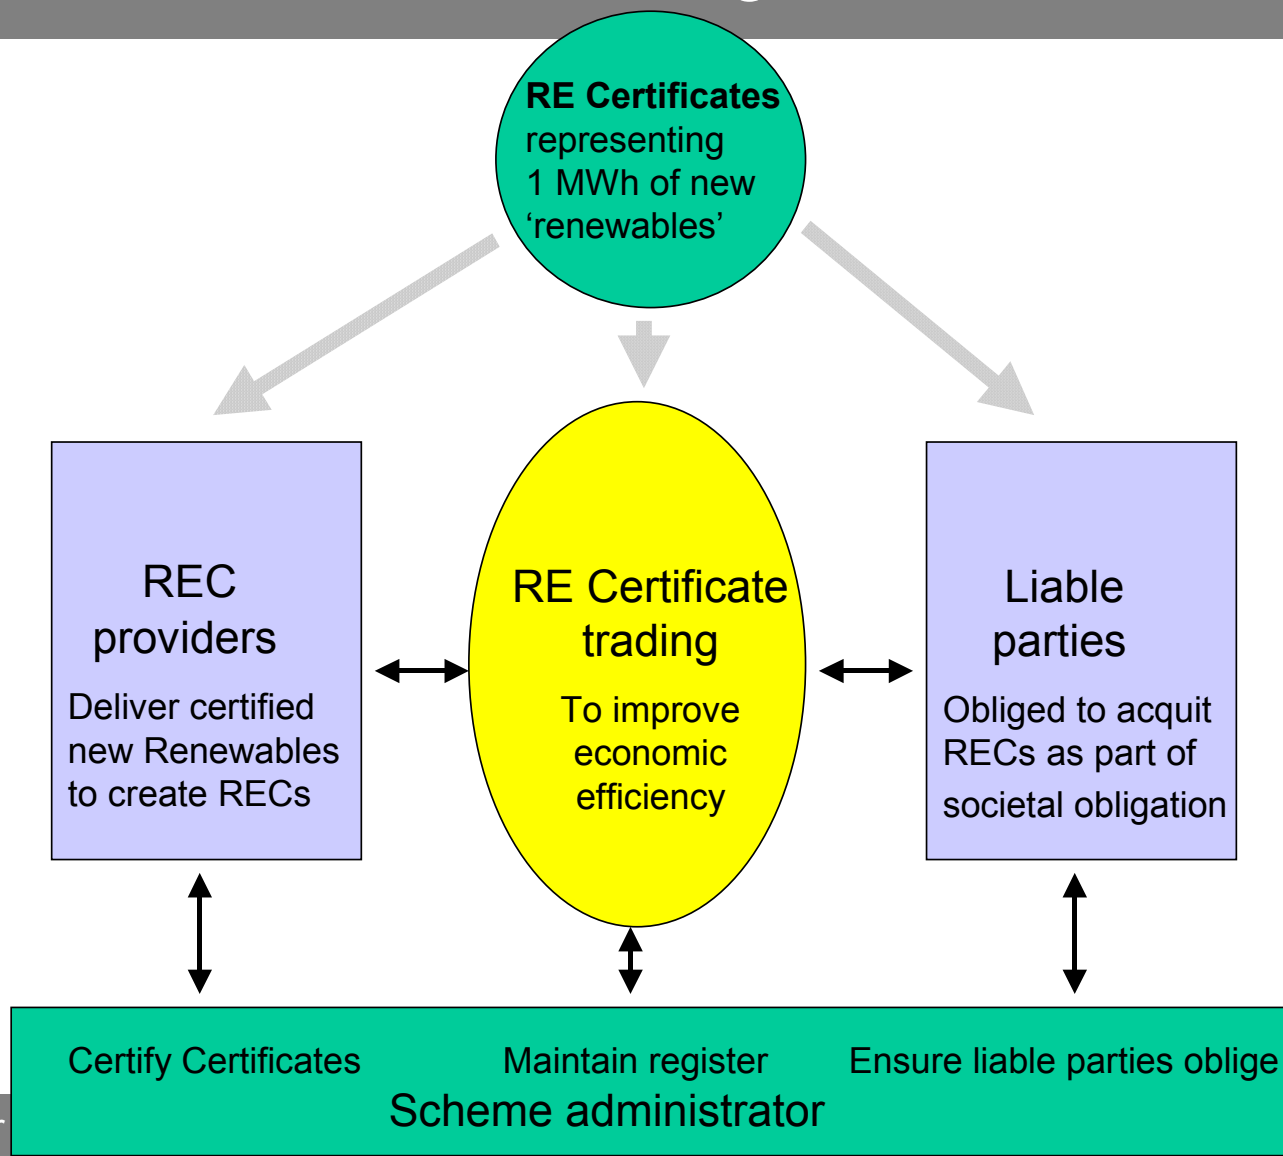 RE Certificates
representing
1 MWh of new
‘renewables’
REC
providers
Deliver certified
new Renewables
to create RECs
RE Certificate
trading
To improve
economic
efficiency
Liable
parties
Obliged to acquit
RECs as part of
societal obligation
Certify Certificates
Maintain register
Ensure liable parties oblige
Scheme administrator